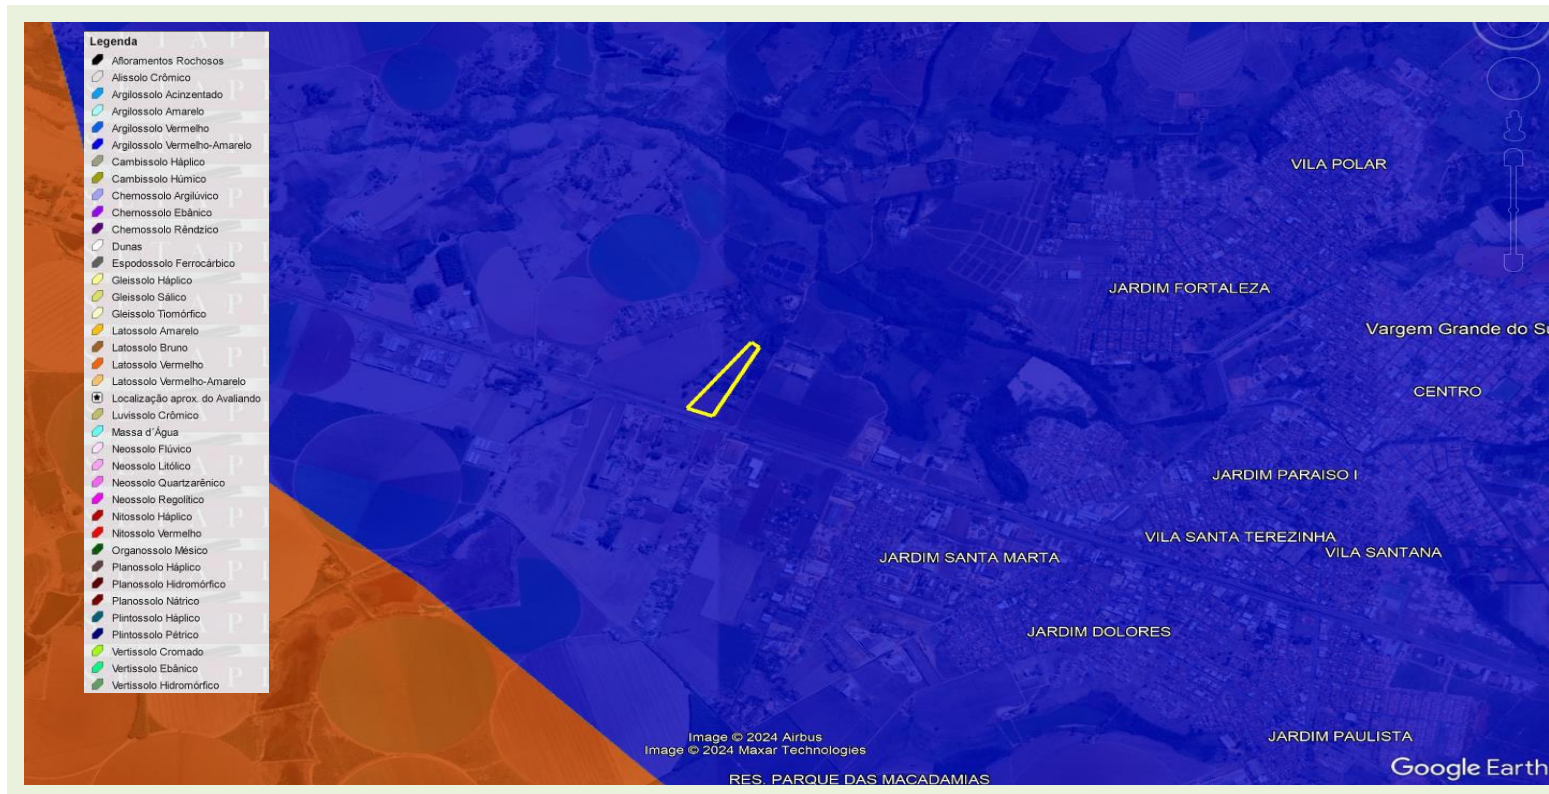 Legenda
Afloramentos Rochosos
Alissolo Crômico
Argilossolo Acinzentado
Argilossolo Amarelo
Argilossolo Vermelho
Argilossolo Vermelho-Amarelo
Cambissolo Háplico
Cambissolo Húmico
Chernossolo Argilúvico
Chernossolo Ebânico
Chernossolo Rêndzico
Dunas
Espodossolo Ferrocárbico
Gleissolo Háplico
Gleissolo Sálico
Gleissolo Tiomórfico
Latossolo Amarelo
Latossolo Bruno
Latossolo Vermelho
Latossolo Vermelho-Amarelo
Localização aprox. do Avaliando
Luvissolo Crômico
Massa d´Água
Neossolo Flúvico
Neossolo Litólico
Neossolo Quartzarênico
Neossolo Regolítico
Nitossolo Háplico
Nitossolo Vermelho
Organossolo Mésico
Planossolo Háplico
Planossolo Hidromórfico
Planossolo Nátrico
Plintossolo Háplico
Plintossolo Pétrico
Vertissolo Cromado
Vertissolo Ebânico
Vertissolo Hidromórfico
VILA POLAR
JARDIM FORTALEZA
Vargem Grande do Su
CENTRO
JARDIM PARAISO I
VILA SANTA TEREZINHA
VILA SANTANA
JARDIM SANTA MARTA
JARDIM DOLORES
JARDIM PAULISTA
Image © 2024 Airbus
Image © 2024 Maxar Technologies
RES. PARQUE DAS MACADAMIAS
Google Earth